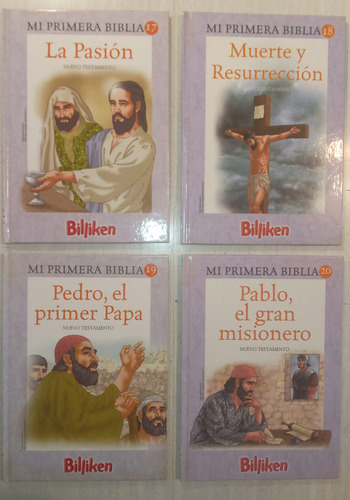 MI PRIMERA BIBLIA 17
La Pasión
NUEVO TESTAMENTO
Billiken
MI PRIMERA BIBLIA 18
Muerte y
Resurrección
NUEVO TESTAMENTO
Billiken
MI PRIMERA BIBLIA 19
Pedro, el
primer Papa
NUEVO TESTAMENTO
Billiken
MI PRIMERA BIBLIA 20
Pablo,
el gran
misionero
NUEVO TESTAMENTO
Billiken